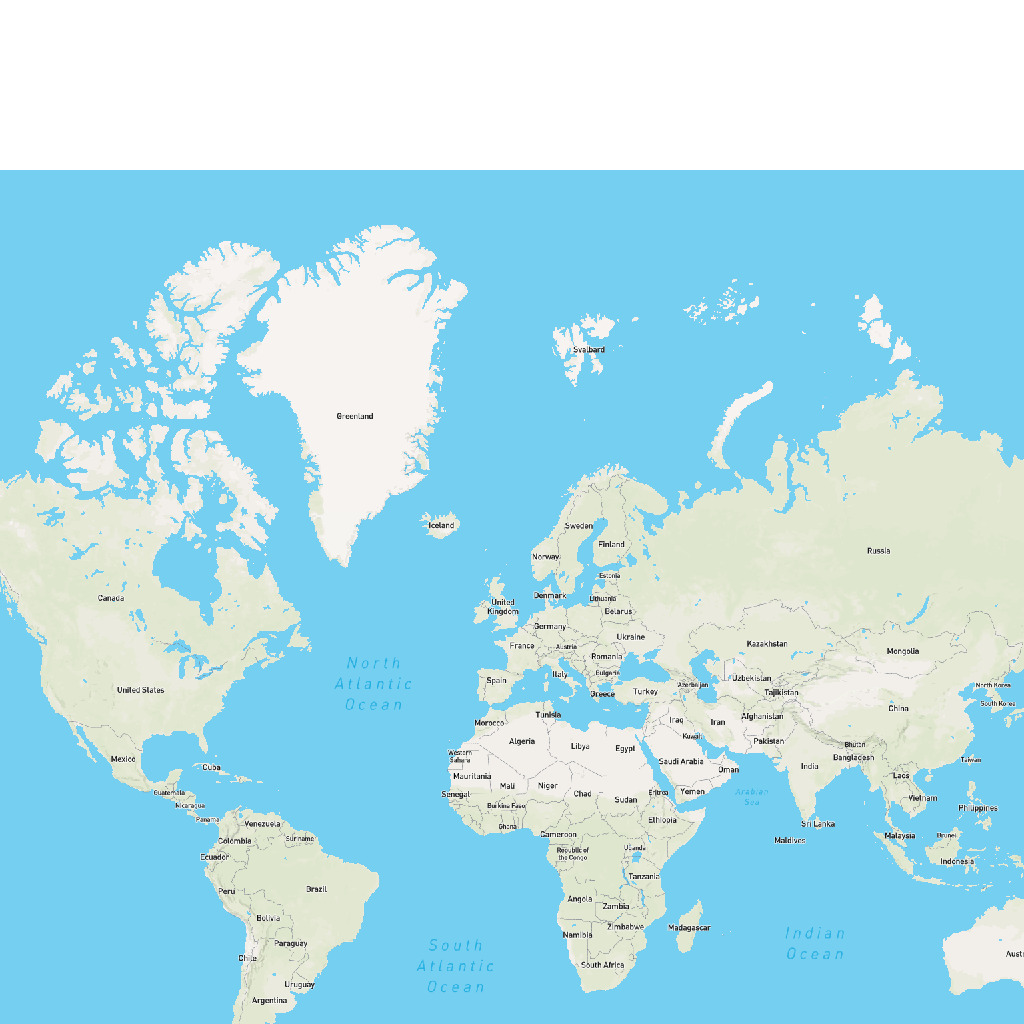 Svalbard
Greenland
Iceland
Sweden
Finland
Norway
Russia
Estonia
Denmark
Lithuania
Canada
United
Kingdom
Belarus
Germany
Ukraine
France
Austria
Kazakhstan
Mongolia
Romania
North
Atlantic
Ocean
Italy
Bulgaria
Spain
Uzbekistan
Azerbaijan
North Korea
United States
Greece
Turkey
Tajikistan
South Korea
China
Tunisia
Morocco
Iraq
Iran
Afghanistan
Kuwait
Algeria
Libya
Egypt
Pakistan
Bhutan
Bangladesh
Mexico
Western
Sahara
Saudi Arabia
Taiwan
Cuba
India
Oman
Mauritania
Laos
Mali
Niger
Guatemala
Senegal
Chad
Eritrea
Yemen
Arabian
Sea
Sudan
Vietnam
Nicaragua
Burkina Faso
Philippines
Panama
Venezuela
Ghana
Ethiopia
Sri Lanka
Suriname
Colombia
Cameroon
Maldives
Malaysia
Brunei
Ecuador
Republic of
the Congo
Uganda
Indonesia
Peru
Brazil
Tanzania
Angola
Zambia
Bolivia
Zimbabwe
Madagascar
Namibia
Indian
Ocean
Paraguay
South
Atlantic
Ocean
Chile
South Africa
Aust
Uruguay
Argentina